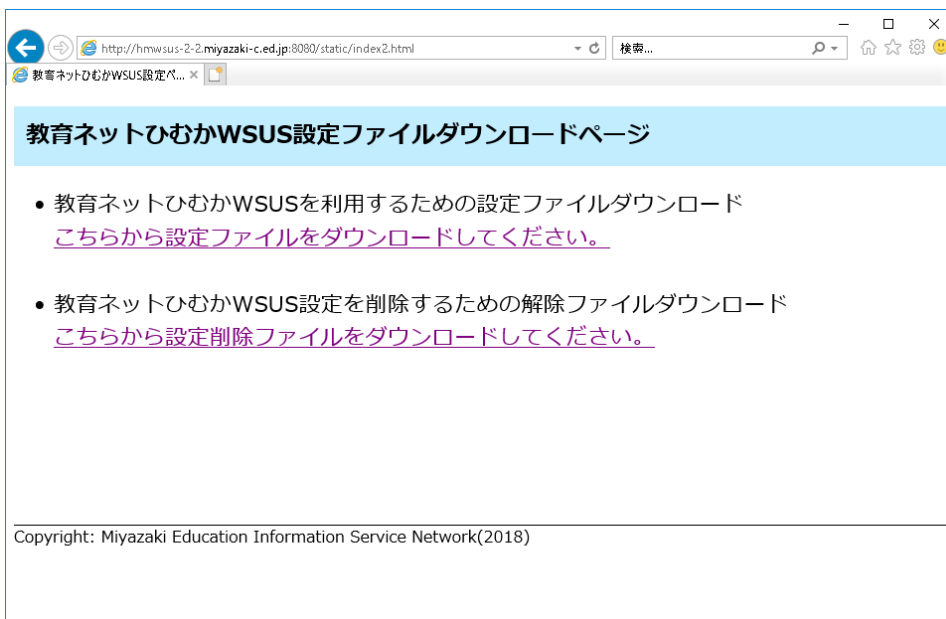 http://hmwsus-2-2.miyazaki-c.ed.jp:8080/static/index2.html
検索...
教育ネットひむかWSUS設定ペ...
教育ネットひむかWSUS設定ファイルダウンロードページ
教育ネットひむかWSUSを利用するための設定ファイルダウンロード
こちらから設定ファイルをダウンロードしてください。
教育ネットひむかWSUS設定を削除するための解除ファイルダウンロード
こちらから設定削除ファイルをダウンロードしてください。
Copyright: Miyazaki Education Information Service Network(2018)